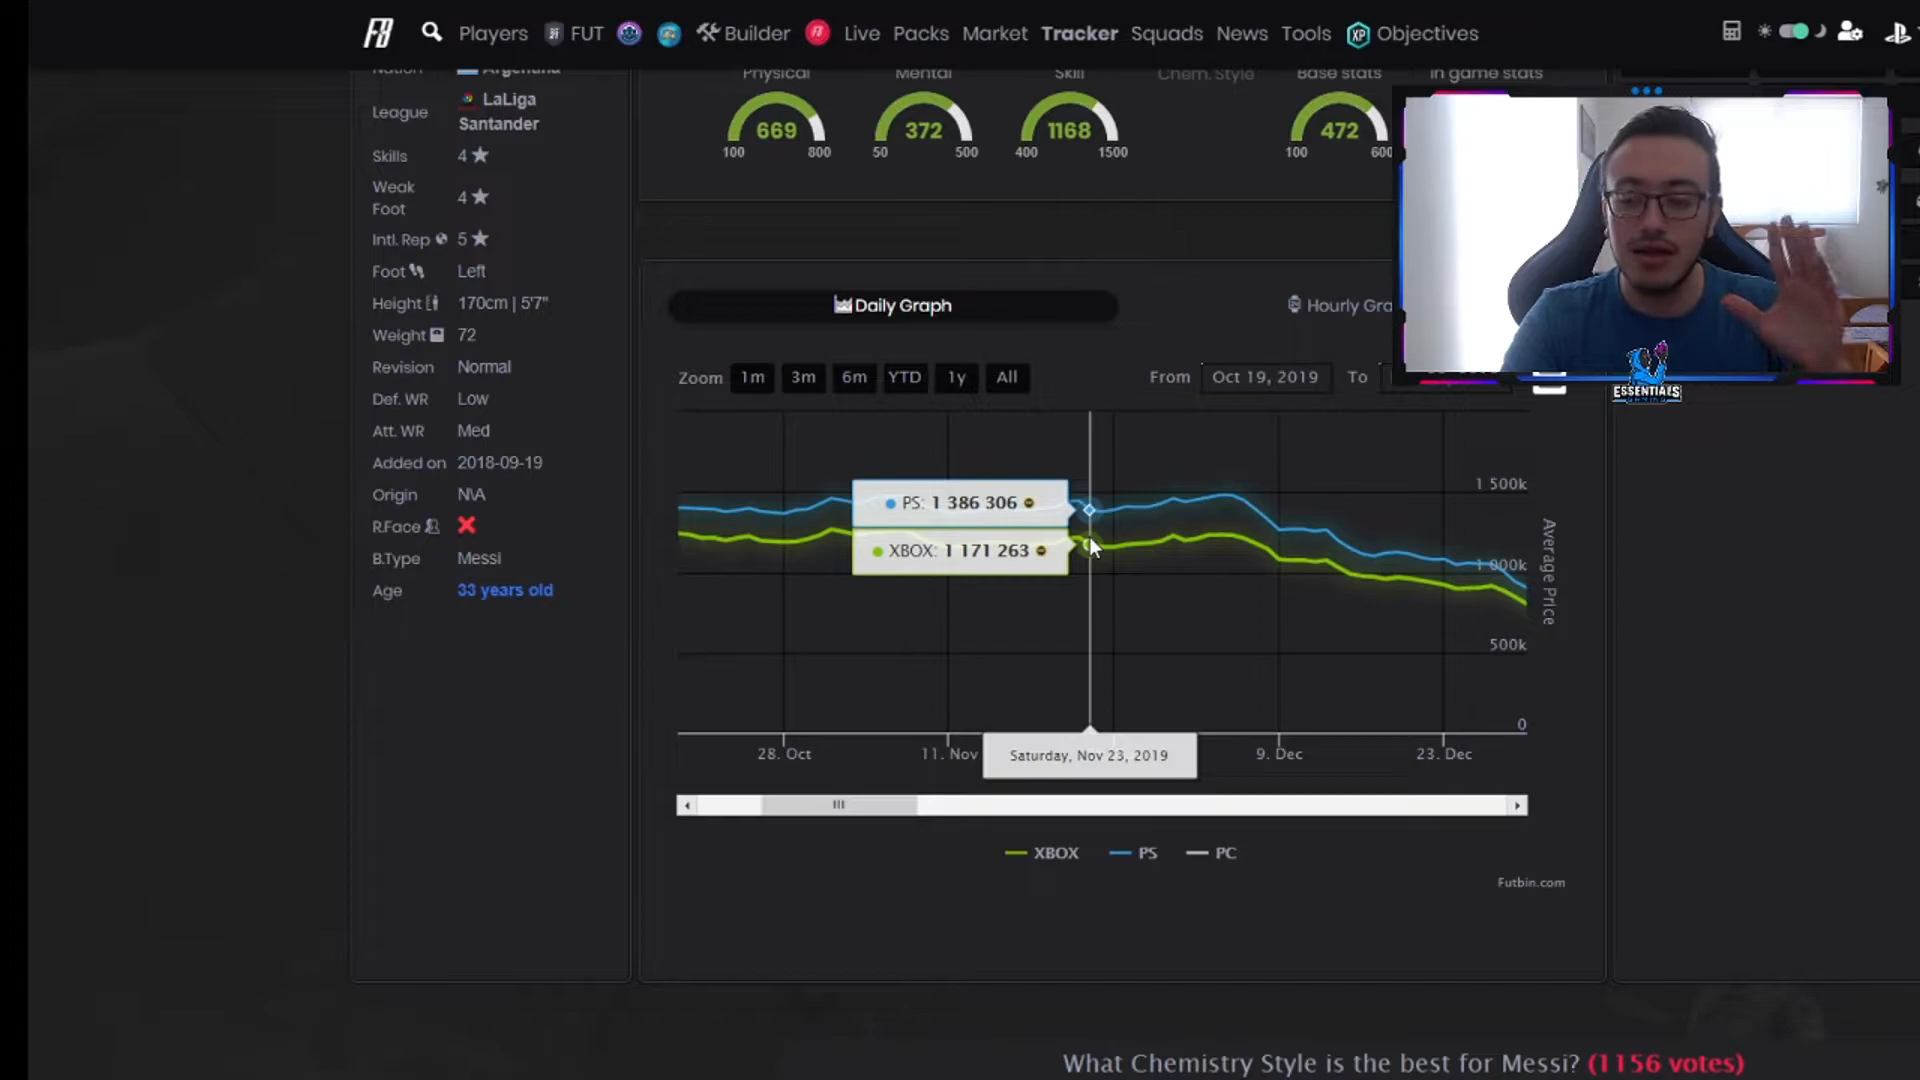 Players FUT Builder Live Packs Market Tracker Squads News Tools XP Objectives
Nation Argentina
League LaLiga Santander
Skills 4
Weak Foot 4
Intl. Rep 5
Foot Left
Height 170cm | 5'7"
Weight 72
Revision Normal
Def. WR Low
Att. WR Med
Added on 2018-09-19
Origin N\A
R.Face
B.Type Messi
Age 33 years old
Physical Mental Skill Chem. Style Base stats In game stats
669 372 1168 472
100 800 50 500 400 1500 100 600
Daily Graph Hourly Gra
Zoom 1m 3m 6m YTD 1y All From Oct 19, 2019 To
PS: 1 386 306
XBOX: 1 171 263
1 500k
1 000k
500k
0
Average Price
28. Oct 11. Nov 9. Dec 23. Dec
Saturday, Nov 23, 2019
XBOX PS PC
Futbin.com
What Chemistry Style is the best for Messi? (1156 votes)
ESSENTIALS